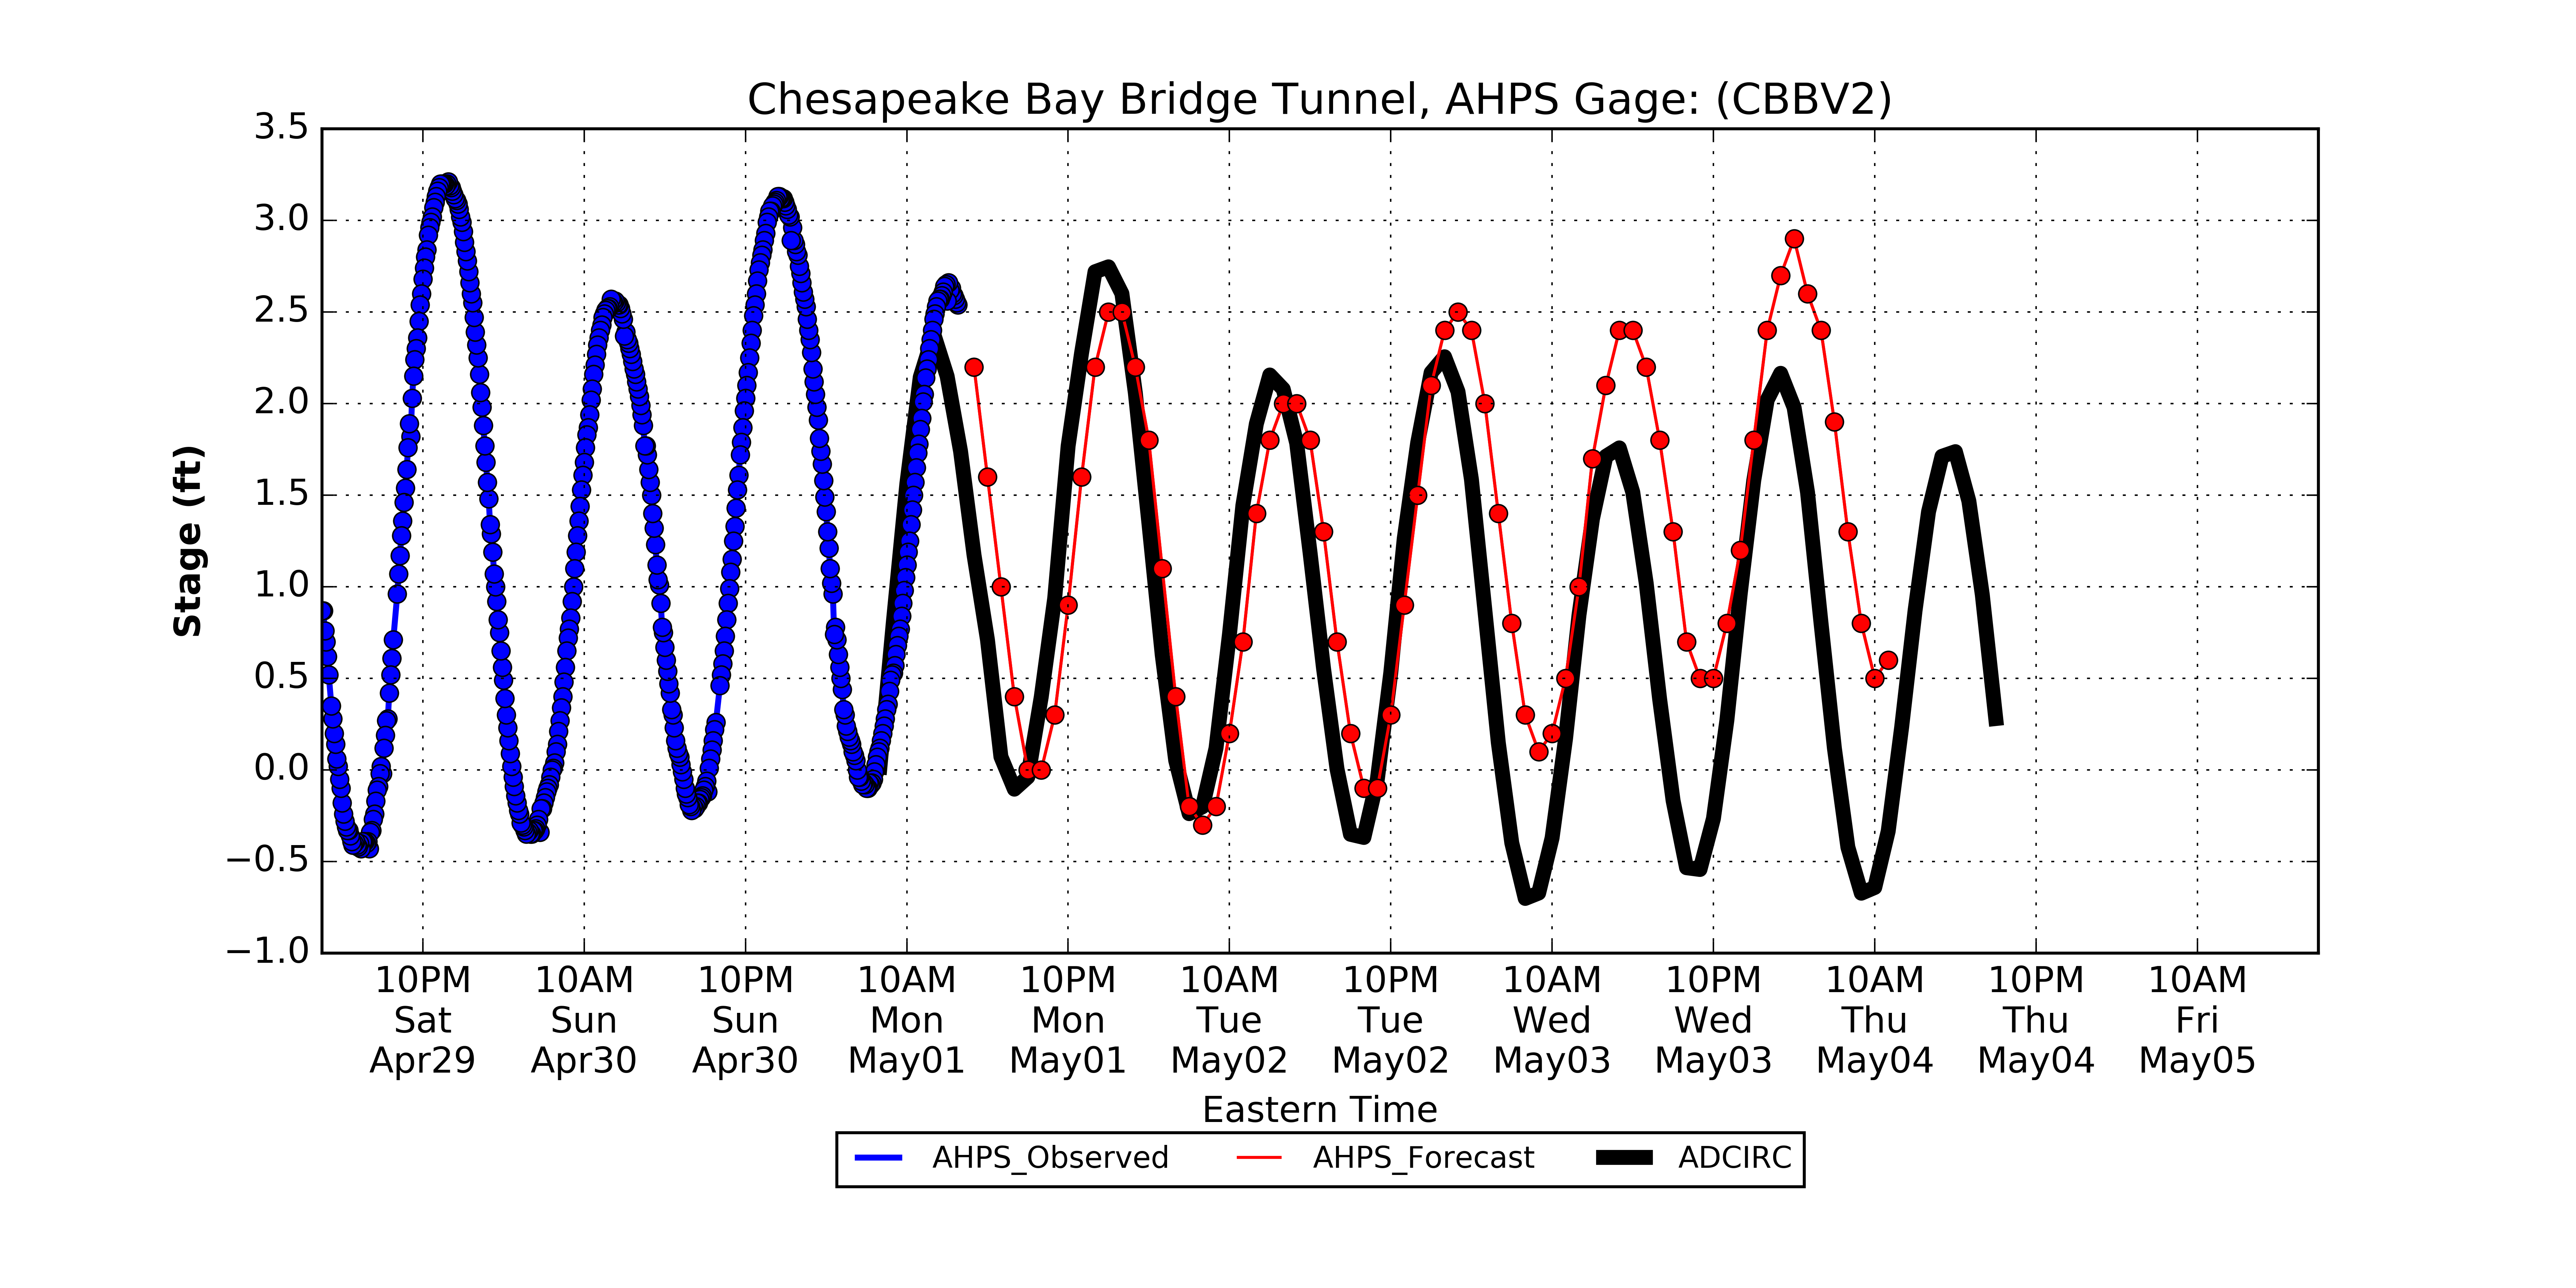 Chesapeake Bay Bridge Tunnel, AHPS Gage: (CBBV2)
3.5
3.0
2.5
2.0
1.5
1.0
0.5
0.0
−0.5
−1.0
Stage (ft)
10PM 10AM 10PM 10AM 10PM 10AM 10PM 10AM 10PM 10AM 10PM 10AM
Sat Sun Sun Mon Mon Tue Tue Wed Wed Thu Thu Fri
Apr29 Apr30 Apr30 May01 May01 May02 May02 May03 May03 May04 May04 May05
Eastern Time
AHPS_Observed AHPS_Forecast ADCIRC